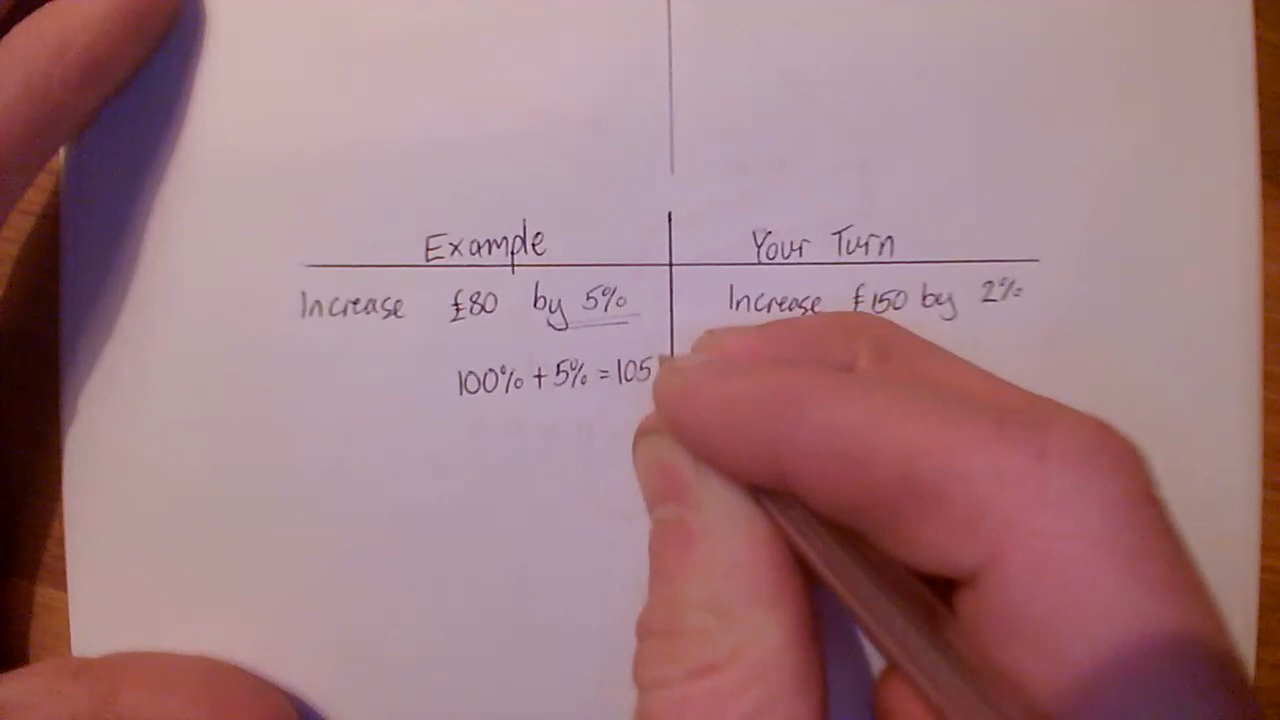 Example
Your Turn
Increase £80 by 5%
Increase £150 by 2%
100% + 5% = 105